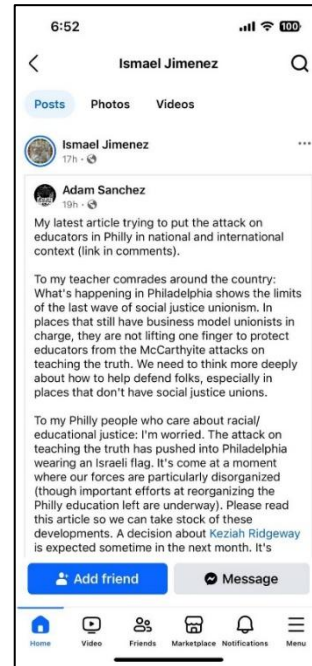 6:52
100
Ismael Jimenez
Posts Photos Videos
Ismael Jimenez
17h
Adam Sanchez
19h
My latest article trying to put the attack on
educators in Philly in national and international
context (link in comments).
To my teacher comrades around the country:
What's happening in Philadelphia shows the limits
of the last wave of social justice unionism. In
places that still have business model unionists in
charge, they are not lifting one finger to protect
educators from the McCarthyite attacks on
teaching the truth. We need to think more deeply
about how to help defend folks, especially in
places that don't have social justice unions.
To my Philly people who care about racial/
educational justice: I'm worried. The attack on
teaching the truth has pushed into Philadelphia
wearing an Israeli flag. It's come at a moment
where our forces are particularly disorganized
(though important efforts at reorganizing the
Philly education left are underway). Please read
this article so we can take stock of these
developments. A decision about Keziah Ridgeway
is expected sometime in the next month. It's
Add friend Message
Home Video Friends Marketplace Notifications Menu